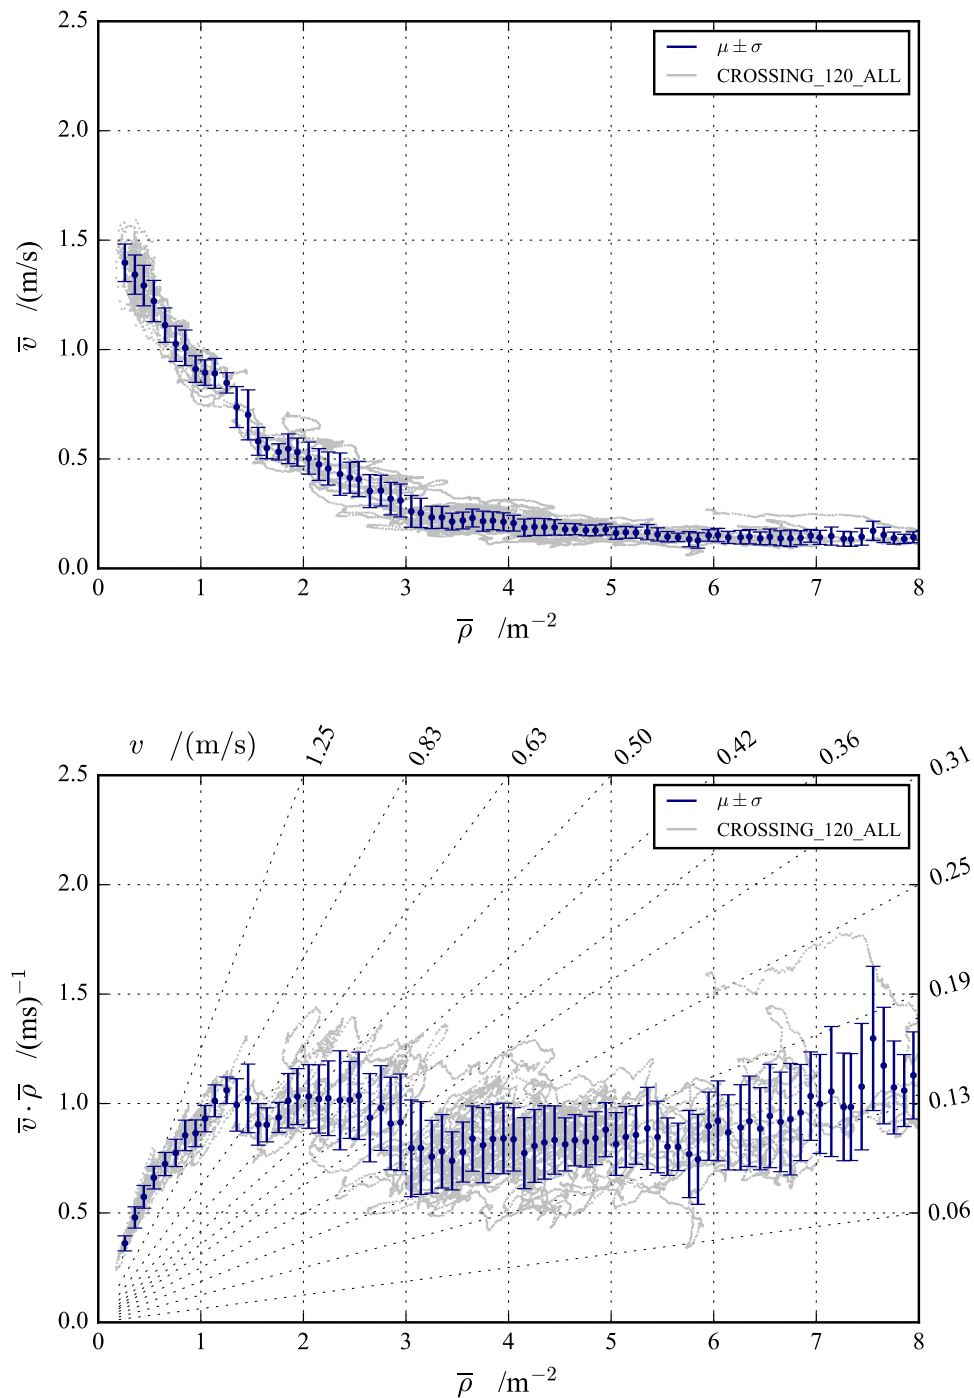 2.5
μ ± σ
CROSSING_120_ALL
2.0
1.5
1.0
0.5
0.0
v̅ /(m/s)
0 1 2 3 4 5 6 7 8
ρ̅ /m⁻²
v /(m/s) 1.25 0.83 0.63 0.50 0.42 0.36 0.31
2.5
μ ± σ
CROSSING_120_ALL
2.0 0.25
1.5 0.19
1.0 0.13
0.5 0.06
0.0
v̅ · ρ̅ /(ms)⁻¹
0 1 2 3 4 5 6 7 8
ρ̅ /m⁻²